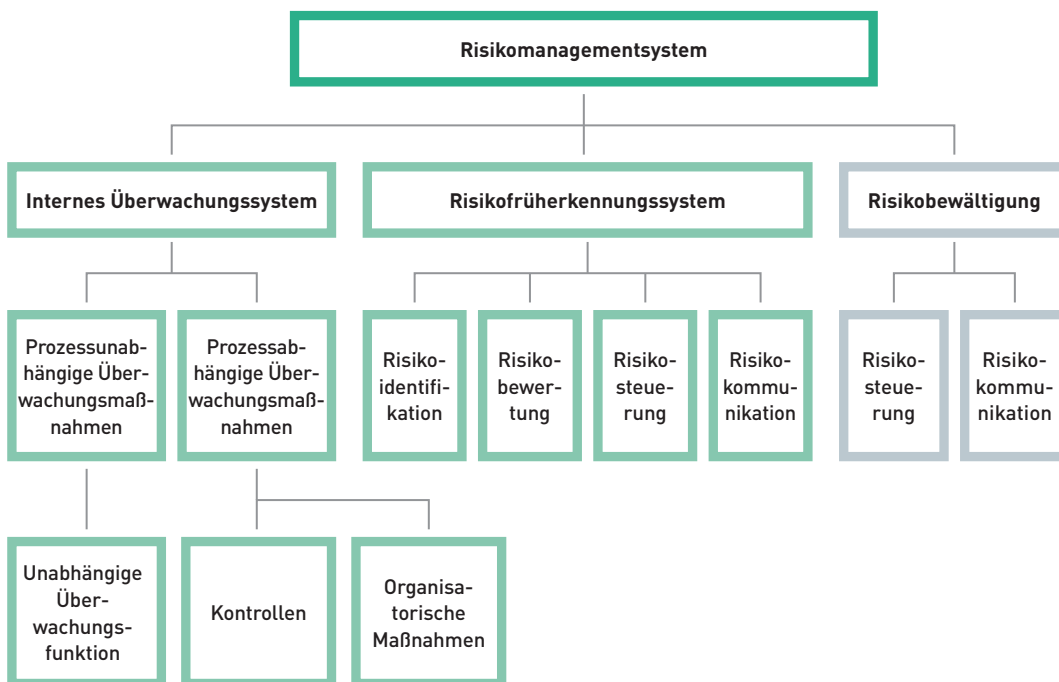 Risikomanagementsystem
Internes Überwachungssystem
Risikofrüherkennungssystem
Risikobewältigung
Prozessunab-
hängige Über-
wachungsmaß-
nahmen
Prozessab-
hängige Über-
wachungsmaß-
nahmen
Risiko-
identifi-
kation
Risiko-
bewer-
tung
Risiko-
steue-
rung
Risiko-
kommu-
nikation
Risiko-
steue-
rung
Risiko-
kommu-
nikation
Unabhängige
Über-
wachungs-
funktion
Kontrollen
Organisa-
torische
Maßnahmen